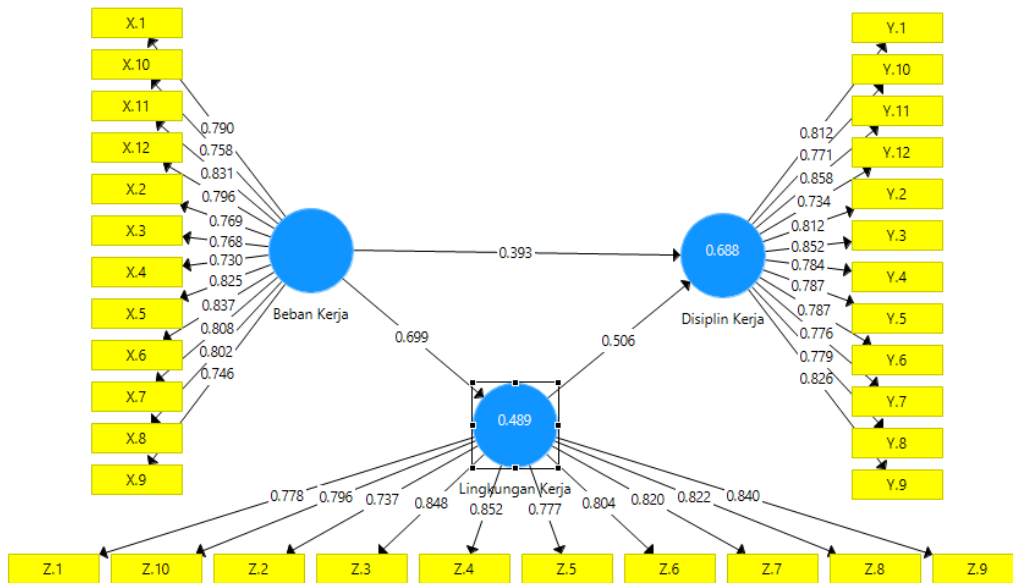 X.1
X.10
X.11
X.12
X.2
X.3
X.4
X.5
X.6
X.7
X.8
X.9
0.790
0.758
0.831
0.796
0.769
0.768
0.730
0.825
0.837
0.808
0.802
0.746
Beban Kerja
0.393
0.699
0.506
0.688
Disiplin Kerja
0.812
0.771
0.858
0.734
0.812
0.852
0.784
0.787
0.787
0.776
0.779
0.826
Y.1
Y.10
Y.11
Y.12
Y.2
Y.3
Y.4
Y.5
Y.6
Y.7
Y.8
Y.9
0.489
Lingkungan Kerja
0.778
0.796
0.737
0.848
0.852
0.777
0.804
0.820
0.822
0.840
Z.1
Z.10
Z.2
Z.3
Z.4
Z.5
Z.6
Z.7
Z.8
Z.9